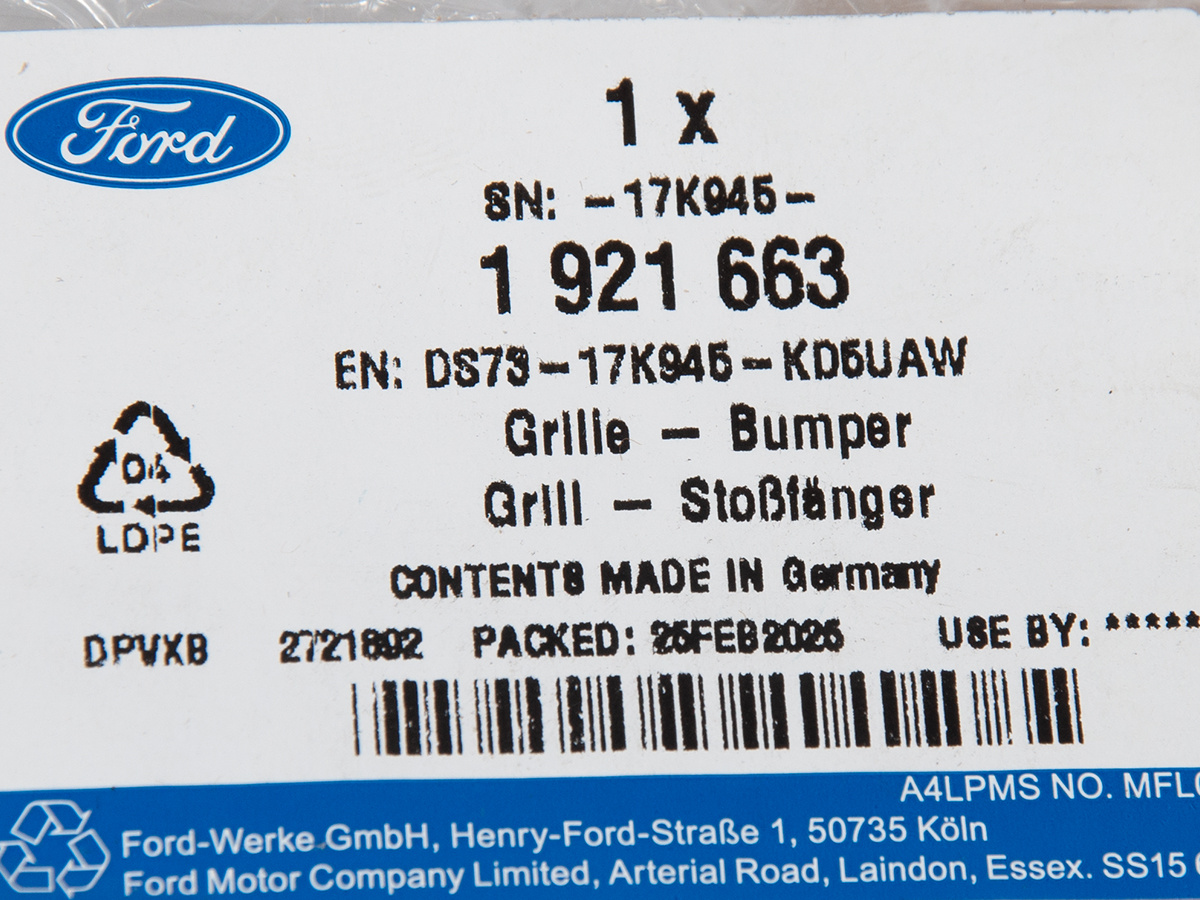 Ford
1 x
SN: -17K945-
1 921 663
EN: DS73-17K945-KD5UAW
Grille - Bumper
Grill - Stoßfänger
04
LDPE
CONTENTS MADE IN Germany
DPVXB 2721892 PACKED: 25FEB2025 USE BY: *****
A4LPMS NO. MFL
Ford-Werke GmbH, Henry-Ford-Straße 1, 50735 Köln
Ford Motor Company Limited, Arterial Road, Laindon, Essex. SS15